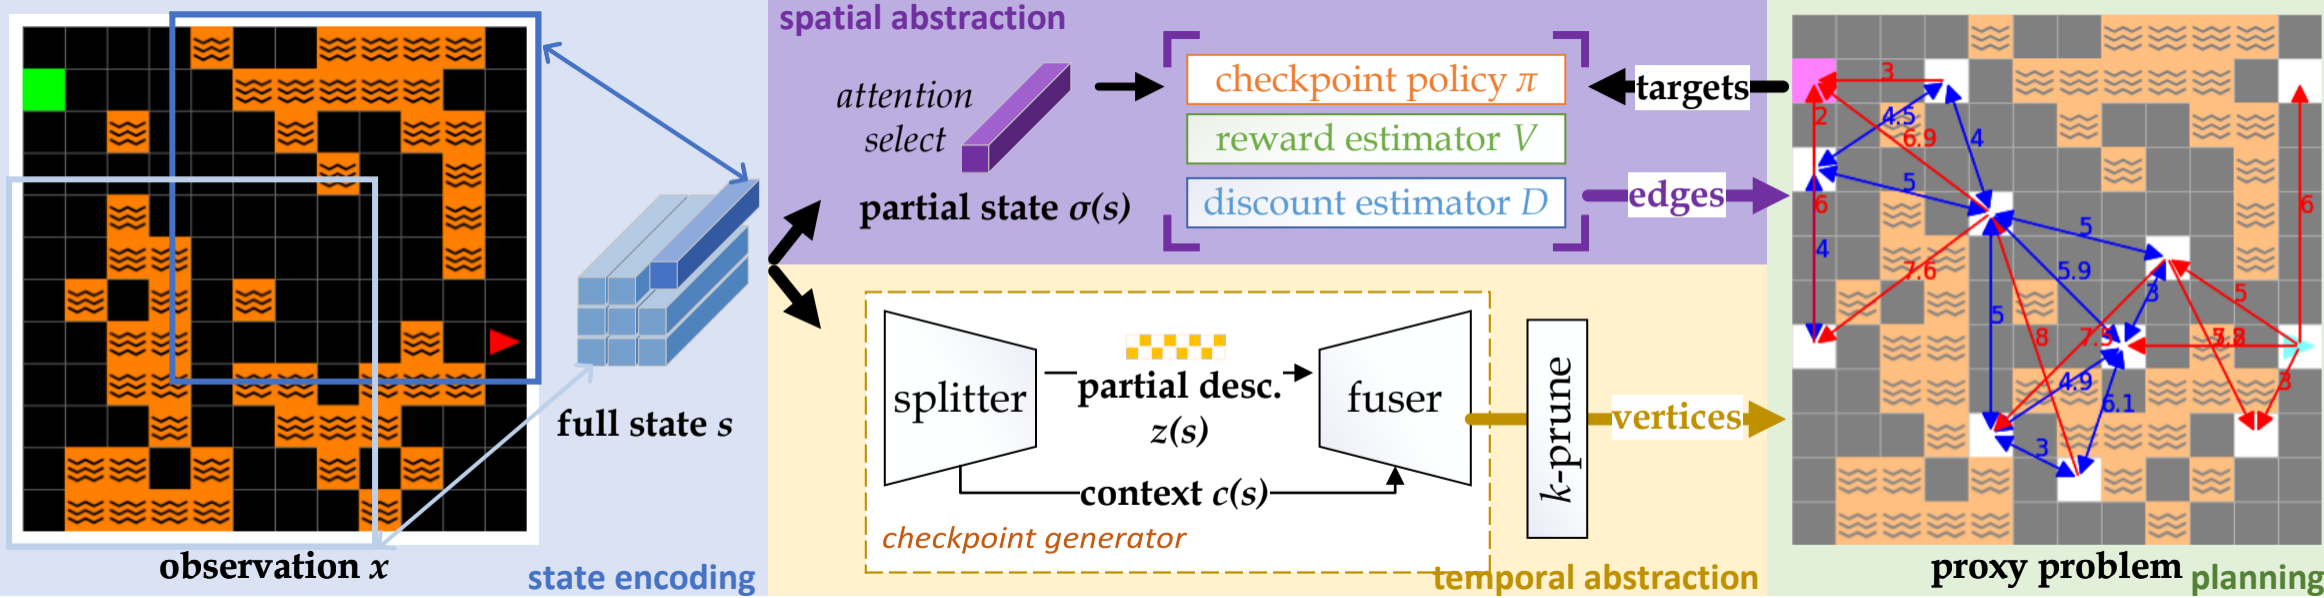 observation x
state encoding
full state s
spatial abstraction
attention
select
partial state σ(s)
checkpoint policy π
reward estimator V
discount estimator D
targets
edges
splitter
partial desc.
z(s)
fuser
context c(s)
checkpoint generator
k-prune
vertices
temporal abstraction
3
2
4.5
6.9
4
5
6
4
7.6
5
5.9
3
5
6
5
8
7.5
3
4.9
6.1
3
proxy problem
planning